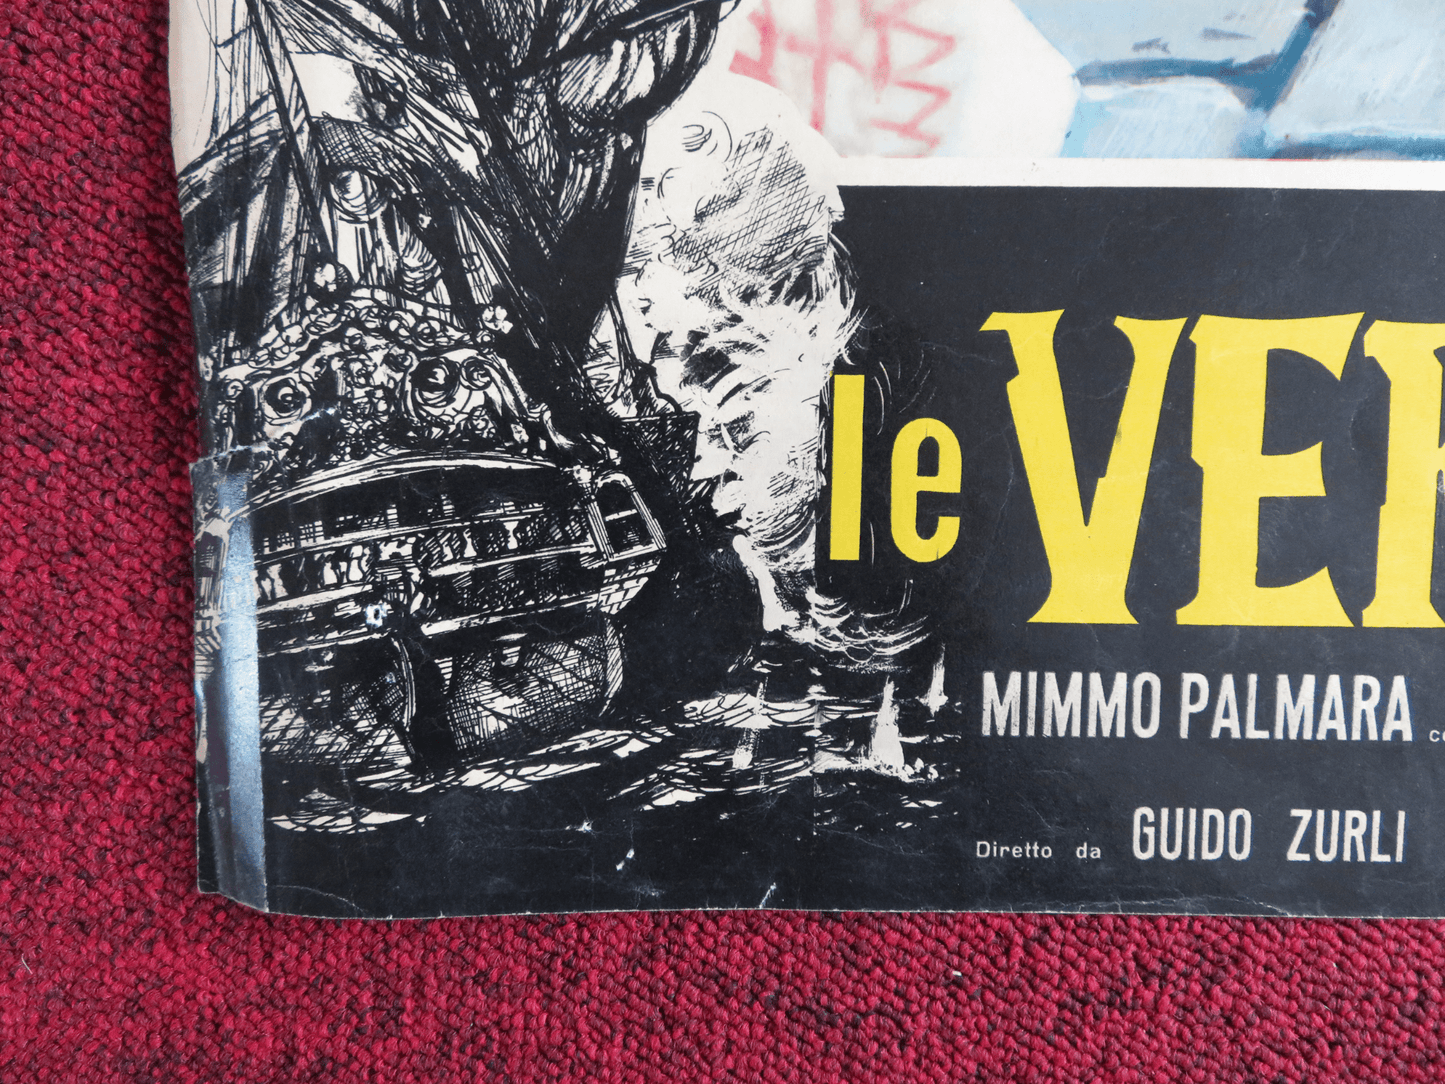 le VE
MIMMO PALMARA
Diretto da GUIDO ZURLI